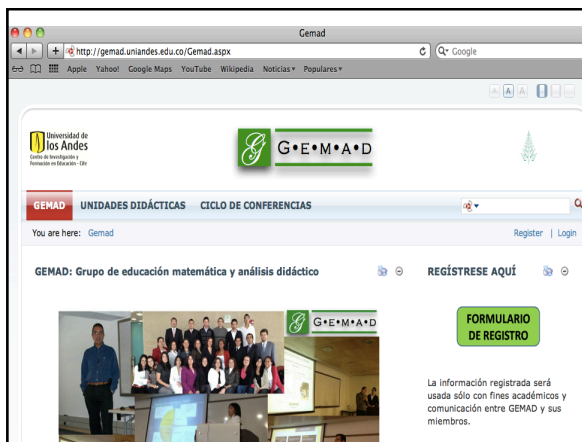 Gemad
http://gemad.uniandes.edu.co/Gemad.aspx
Google
Apple Yahoo! Google Maps YouTube Wikipedia Noticias Populares
A A A
Universidad de
los Andes
Centro de Investigación y
Formación en Educación - Cife
G G•E•M•A•D
GEMAD UNIDADES DIDÁCTICAS CICLO DE CONFERENCIAS
You are here: Gemad
Register | Login
GEMAD: Grupo de educación matemática y análisis didáctico
REGÍSTRESE AQUÍ
G G•E•M•A•D
FORMULARIO
DE REGISTRO
La información registrada será
usada sólo con fines académicos y
comunicación entre GEMAD y sus
miembros.